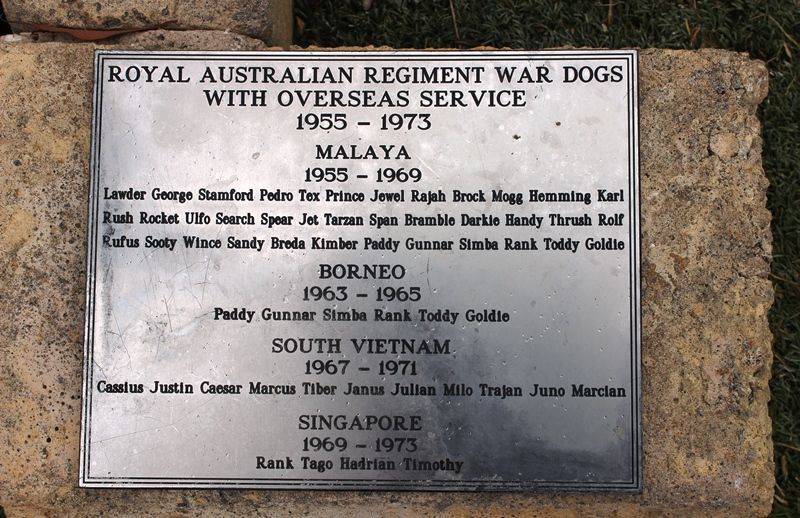 ROYAL AUSTRALIAN REGIMENT WAR DOGS
WITH OVERSEAS SERVICE
1955 – 1973
MALAYA
1955 – 1969
Lawder George Stamford Pedro Tex Prince Jewel Rajah Brock Mogg Hemming Karl
Rush Rocket Ulfo Search Spear Jet Tarzan Span Bramble Darkie Handy Thrush Rolf
Rufus Sooty Wince Sandy Breda Kimber Paddy Gunnar Simba Rank Toddy Goldie
BORNEO
1963 – 1965
Paddy Gunnar Simba Rank Toddy Goldie
SOUTH VIETNAM
1967 – 1971
Cassius Justin Caesar Marcus Tiber Janus Julian Milo Trajan Juno Marcian
SINGAPORE
1969 – 1973
Rank Tago Hadrian Timothy